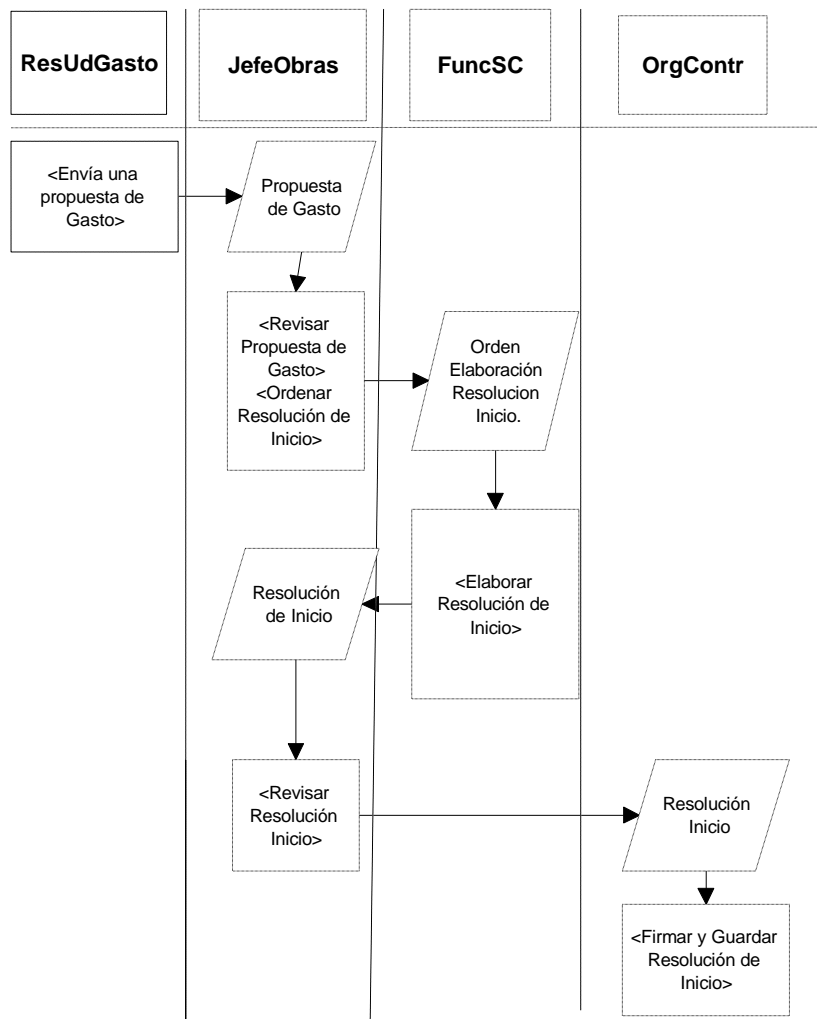 ResUdGasto
JefeObras
FuncSC
OrgContr
<Envía una
propuesta de
Gasto>
Propuesta
de Gasto
<Revisar
Propuesta de
Gasto>
<Ordenar
Resolución de
Inicio>
Orden
Elaboración
Resolucion
Inicio.
<Elaborar
Resolución de
Inicio>
Resolución
de Inicio
<Revisar
Resolución
Inicio>
Resolución
Inicio
<Firmar y Guardar
Resolución de
Inicio>